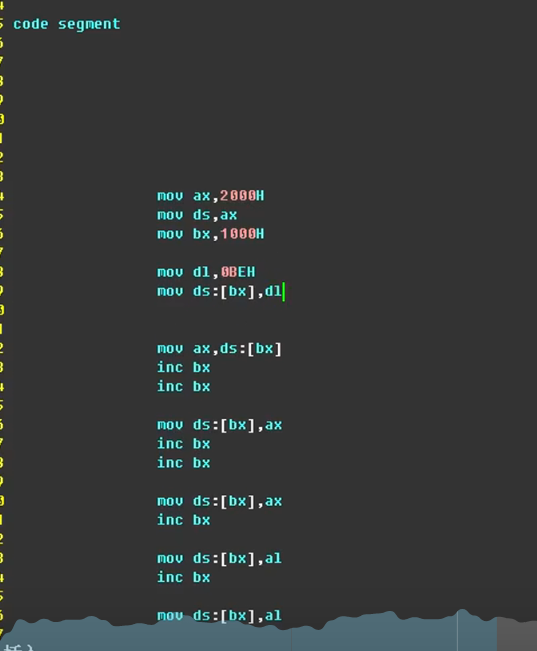 code segment
mov ax,2000H
mov ds,ax
mov bx,1000H
mov dl,0BEH
mov ds:[bx],dl
mov ax,ds:[bx]
inc bx
inc bx
mov ds:[bx],ax
inc bx
inc bx
mov ds:[bx],ax
inc bx
mov ds:[bx],al
inc bx
mov ds:[bx],al